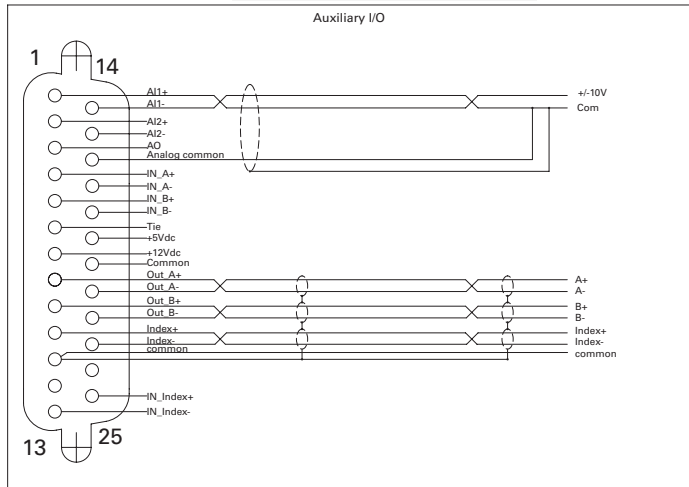 Auxiliary I/O
1
14
AI1+
+/-10V
AI1-
Com
AI2+
AI2-
AO
Analog common
IN_A+
IN_A-
IN_B+
IN_B-
Tie
+5Vdc
+12Vdc
Common
Out_A+
A+
Out_A-
A-
Out_B+
B+
Out_B-
B-
Index+
Index+
Index-
Index-
common
common
IN_Index+
IN_Index-
13
25